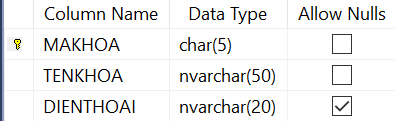 Column Name Data Type Allow Nulls
MAKHOA char(5)
TENKHOA nvarchar(50)
DIENTHOAI nvarchar(20)